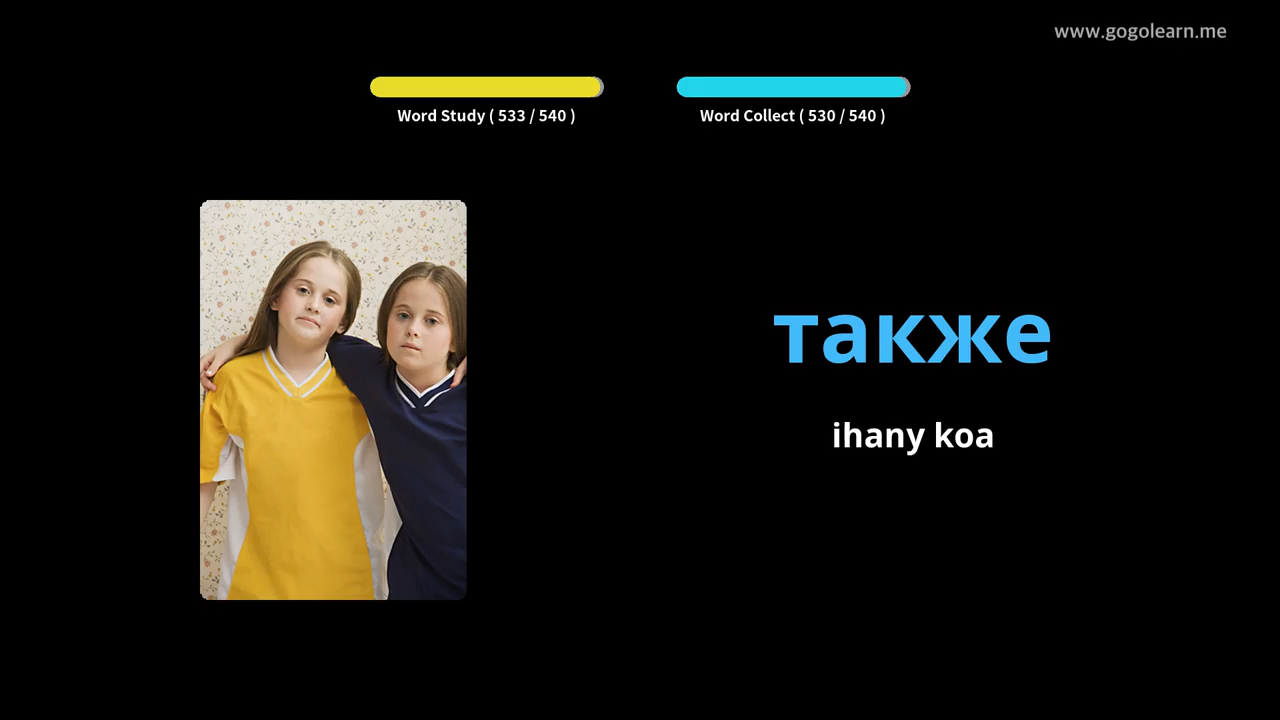 www.gogolearn.me
Word Study ( 533 / 540 )
Word Collect ( 530 / 540 )
также
ihany koa